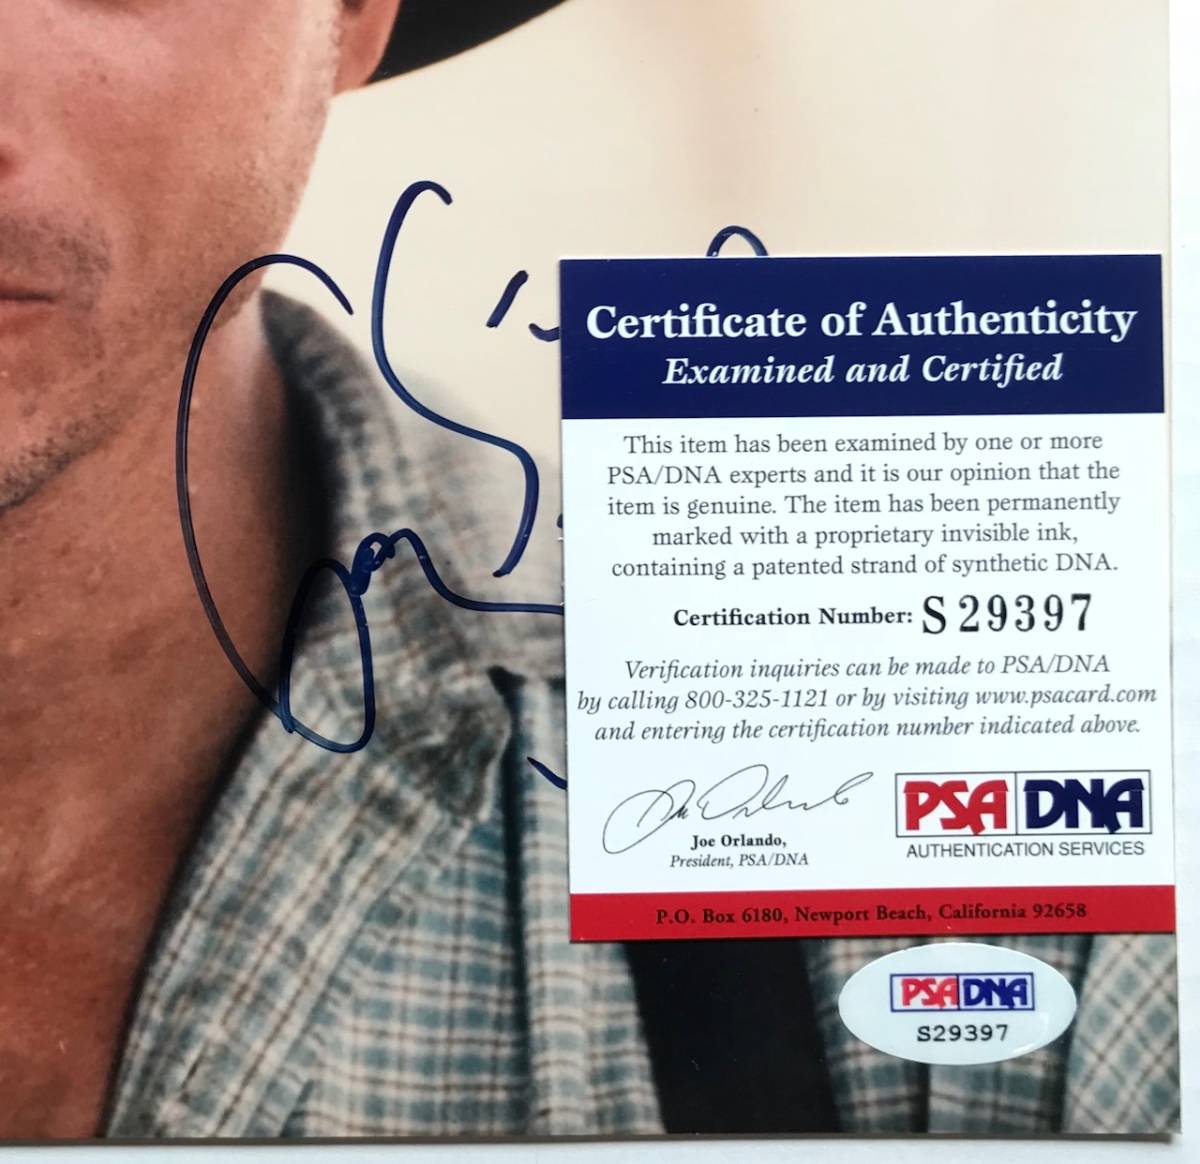 Certificate of Authenticity
Examined and Certified
This item has been examined by one or more
PSA/DNA experts and it is our opinion that the
item is genuine. The item has been permanently
marked with a proprietary invisible ink,
containing a patented strand of synthetic DNA.
Certification Number: S 29397
Verification inquiries can be made to PSA/DNA
by calling 800-325-1121 or by visiting www.psacard.com
and entering the certification number indicated above.
Joe Orlando,
President, PSA/DNA
PSA DNA
AUTHENTICATION SERVICES
P.O. Box 6180, Newport Beach, California 92658
PSA DNA
S29397